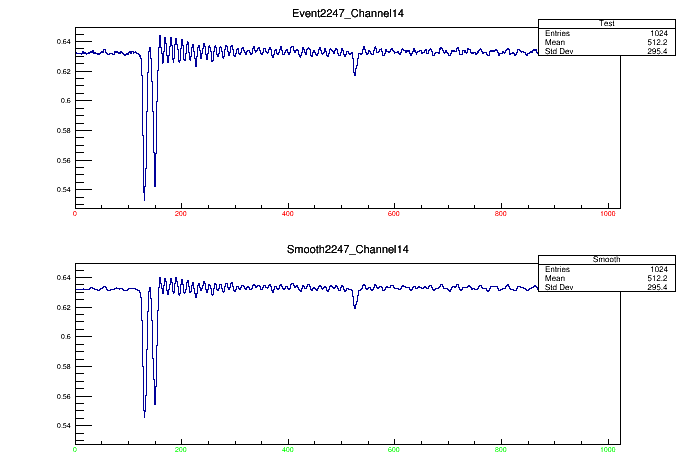 Event2247_Channel14
Test
Entries 1024
Mean 512.2
Std Dev 295.4
0.64
0.62
0.6
0.58
0.56
0.54
0 200 400 600 800 1000
Smooth2247_Channel14
Smooth
Entries 1024
Mean 512.2
Std Dev 295.4
0.64
0.62
0.6
0.58
0.56
0.54
0 200 400 600 800 1000